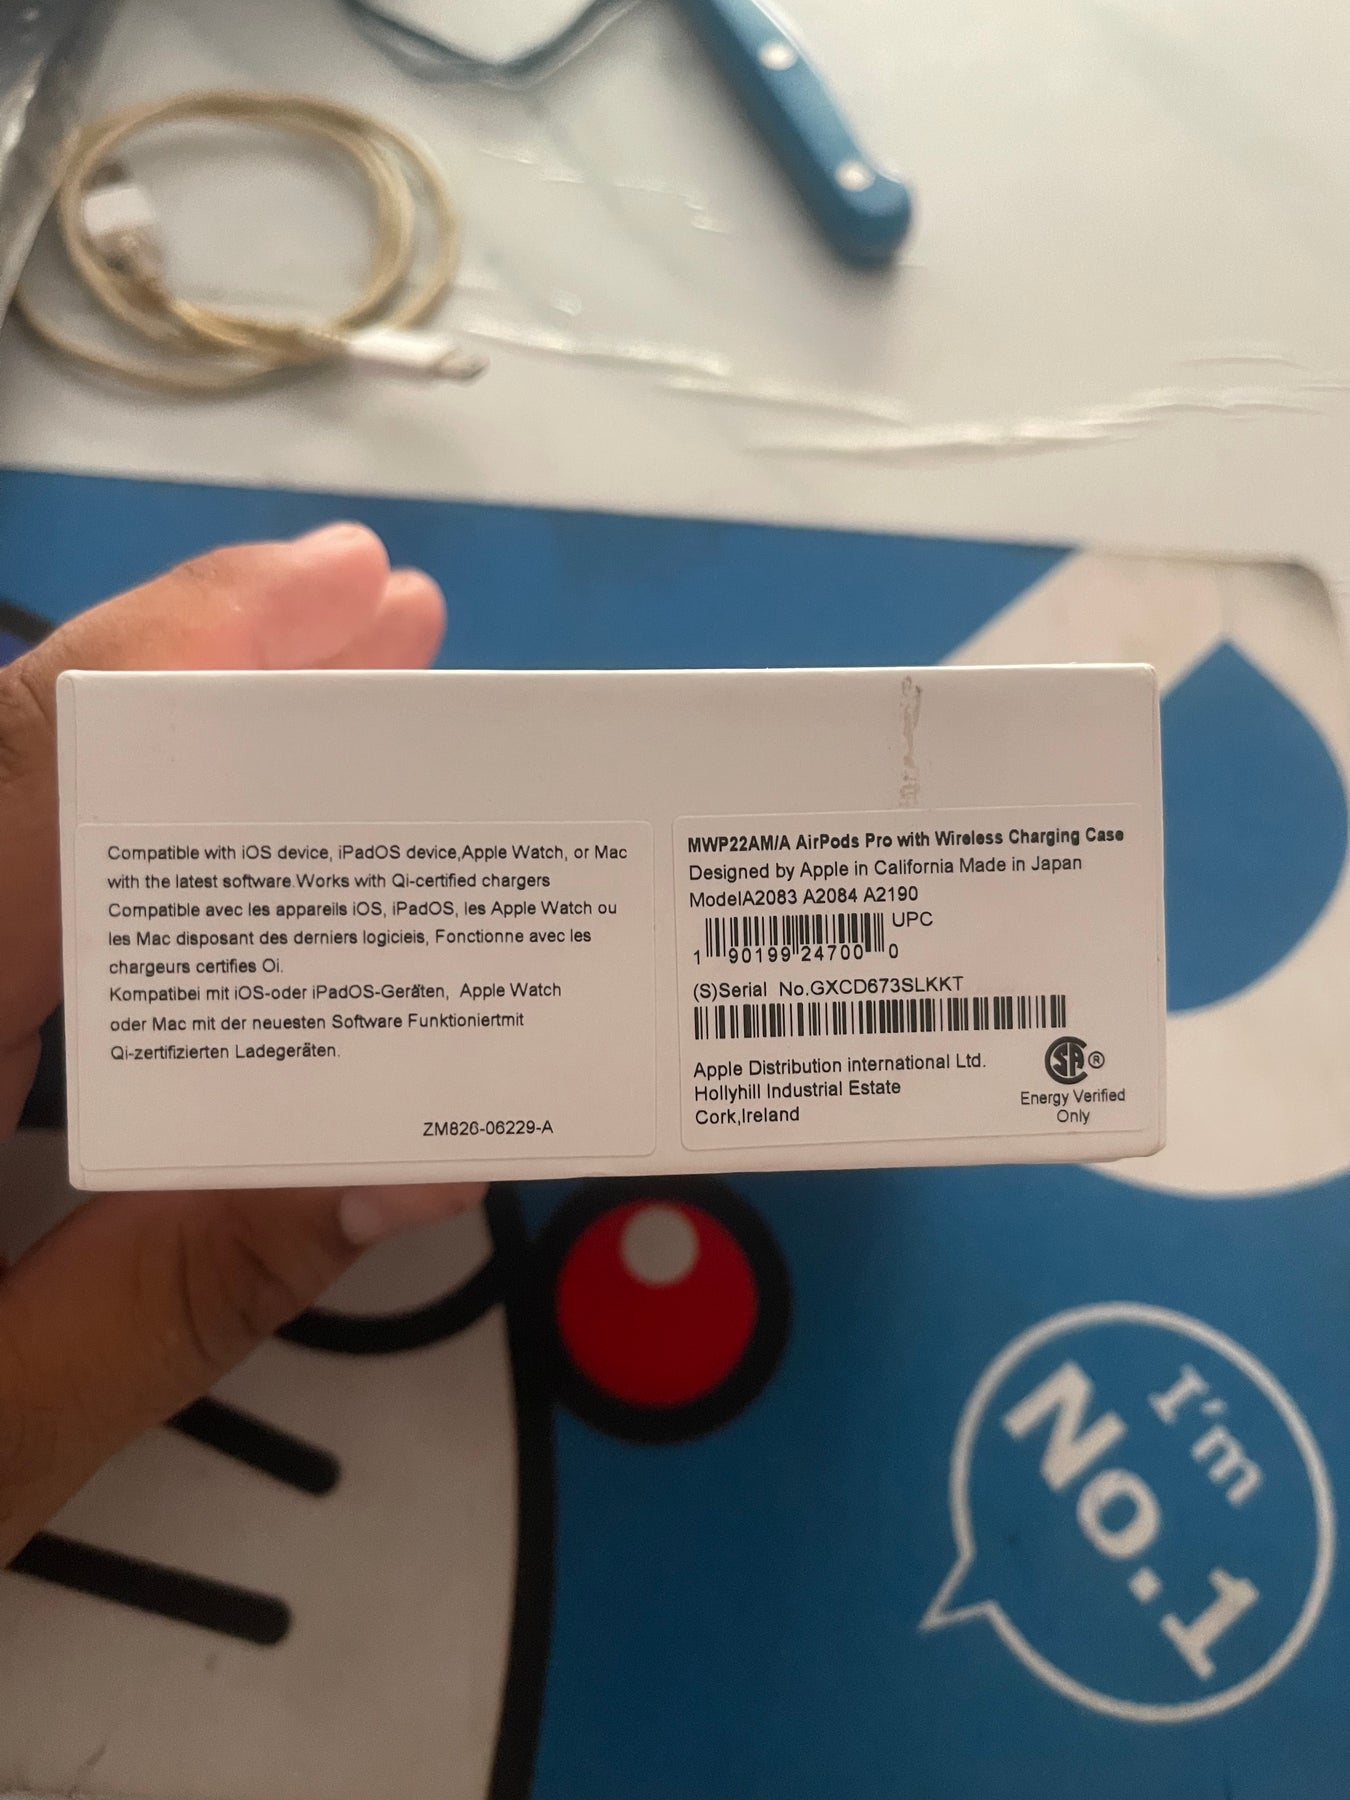 Compatible with iOS device, iPadOS device,Apple Watch, or Mac
with the latest software.Works with Qi-certified chargers
Compatible avec les appareils iOS, iPadOS, les Apple Watch ou
les Mac disposant des derniers logicieis, Fonctionne avec les
chargeurs certifies Oi.
Kompatibei mit iOS-oder iPadOS-Geräten, Apple Watch
oder Mac mit der neuesten Software Funktioniertmit
Qi-zertifizierten Ladegeräten.
ZM826-06229-A
MWP22AM/A AirPods Pro with Wireless Charging Case
Designed by Apple in California Made in Japan
ModelA2083 A2084 A2190
UPC
1 90199 24700 0
(S)Serial No.GXCD673SLKKT
Apple Distribution international Ltd.
Hollyhill Industrial Estate
Cork,Ireland
SA ®
Energy Verified
Only
I'm
No.1